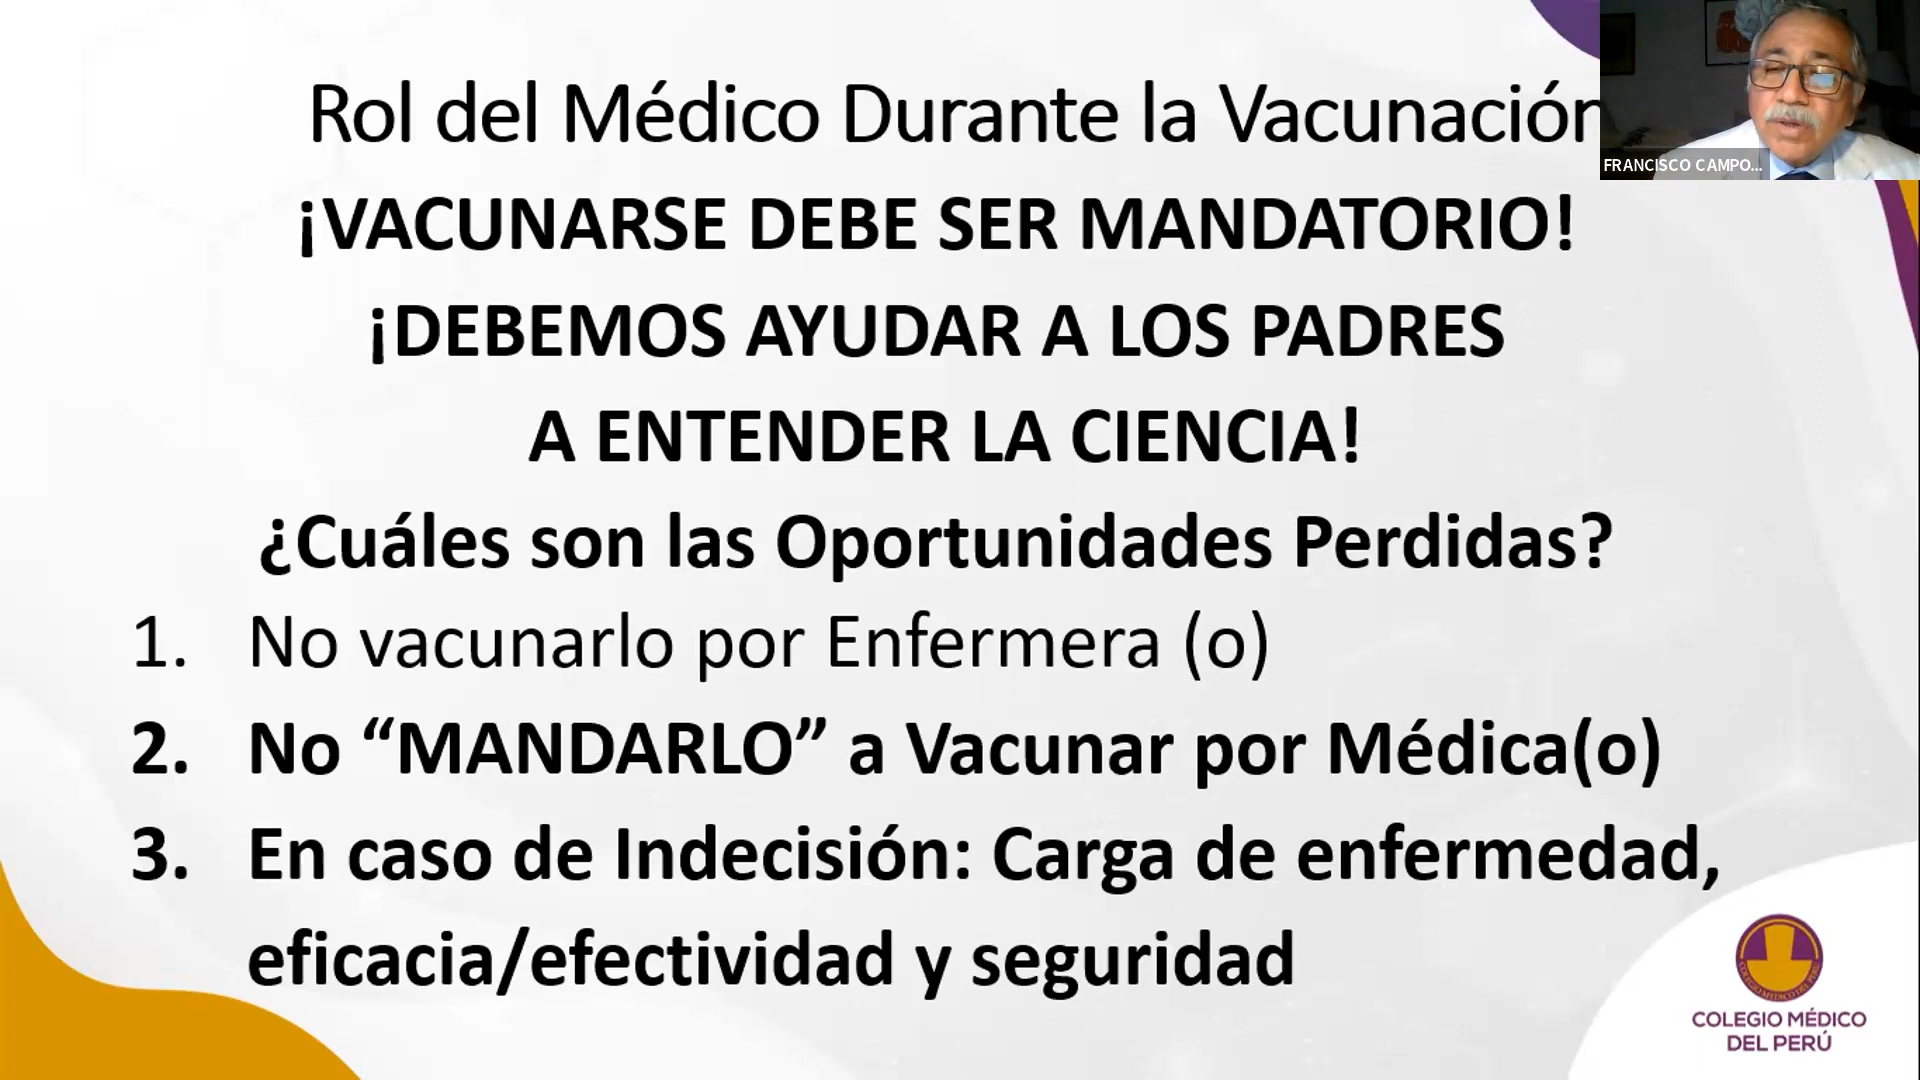 Rol del Médico Durante la Vacunación
¡VACUNARSE DEBE SER MANDATORIO!
¡DEBEMOS AYUDAR A LOS PADRES
A ENTENDER LA CIENCIA!
¿Cuáles son las Oportunidades Perdidas?
1. No vacunarlo por Enfermera (o)
2. No “MANDARLO” a Vacunar por Médica(o)
3. En caso de Indecisión: Carga de enfermedad,
eficacia/efectividad y seguridad
FRANCISCO CAMPO...
COLEGIO MÉDICO
DEL PERÚ